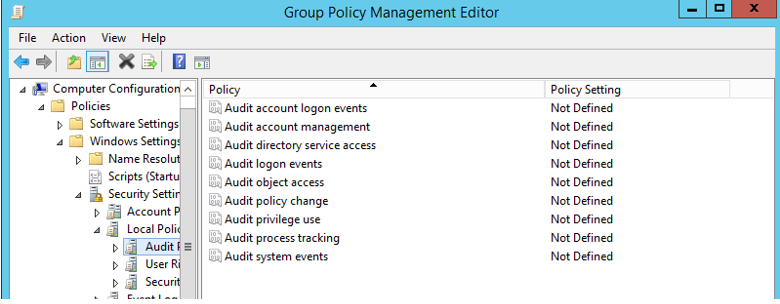 Group Policy Management Editor
File Action View Help
Computer Configuration
Policies
Software Settings
Windows Settings
Name Resolut
Scripts (Startu
Security Settin
Account P
Local Polic
Audit P
User Ri
Securit
Event Log
Policy Policy Setting
Audit account logon events Not Defined
Audit account management Not Defined
Audit directory service access Not Defined
Audit logon events Not Defined
Audit object access Not Defined
Audit policy change Not Defined
Audit privilege use Not Defined
Audit process tracking Not Defined
Audit system events Not Defined